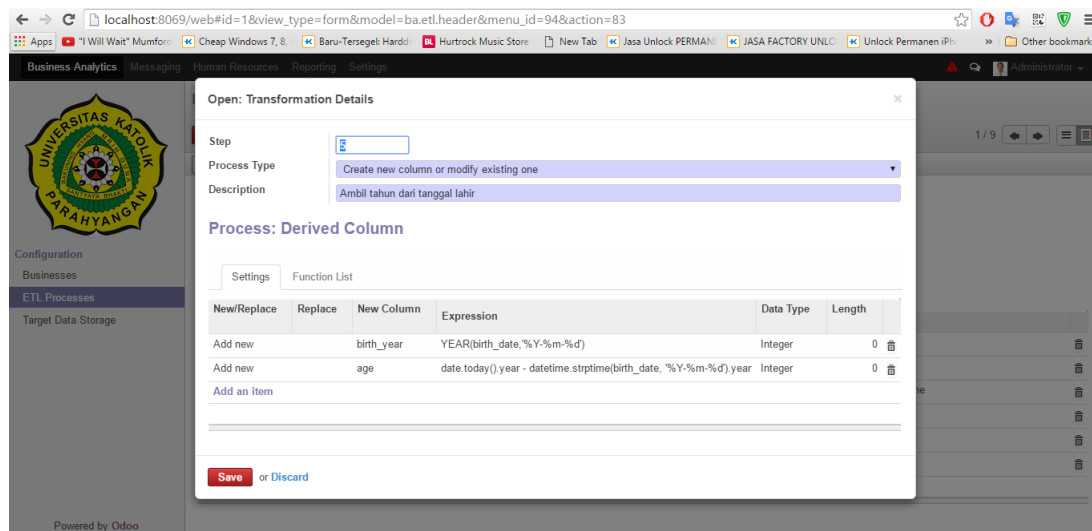 localhost:8069/web#id=1&view_type=form&model=ba.etl.header&menu_id=94&action=83
Apps "I Will Wait" Mumford Cheap Windows 7, 8, Baru-Tersegel: Hardd Hurtrock Music Store New Tab Jasa Unlock PERMANE JASA FACTORY UNLO Unlock Permanen iPh » Other bookmark
Business Analytics Messaging Human Resources Reporting Settings Administrator
UNIVERSITAS KATOLIK
PARAHYANGAN
Configuration
Businesses
ETL Processes
Target Data Storage
Powered by Odoo
1 / 9
Open: Transformation Details ×
Step 5
Process Type Create new column or modify existing one
Description Ambil tahun dari tanggal lahir
Process: Derived Column
Settings Function List
New/Replace Replace New Column Expression Data Type Length
Add new birth_year YEAR(birth_date,'%Y-%m-%d') Integer 0
Add new age date.today().year - datetime.strptime(birth_date, '%Y-%m-%d').year Integer 0
Add an item
Save or Discard